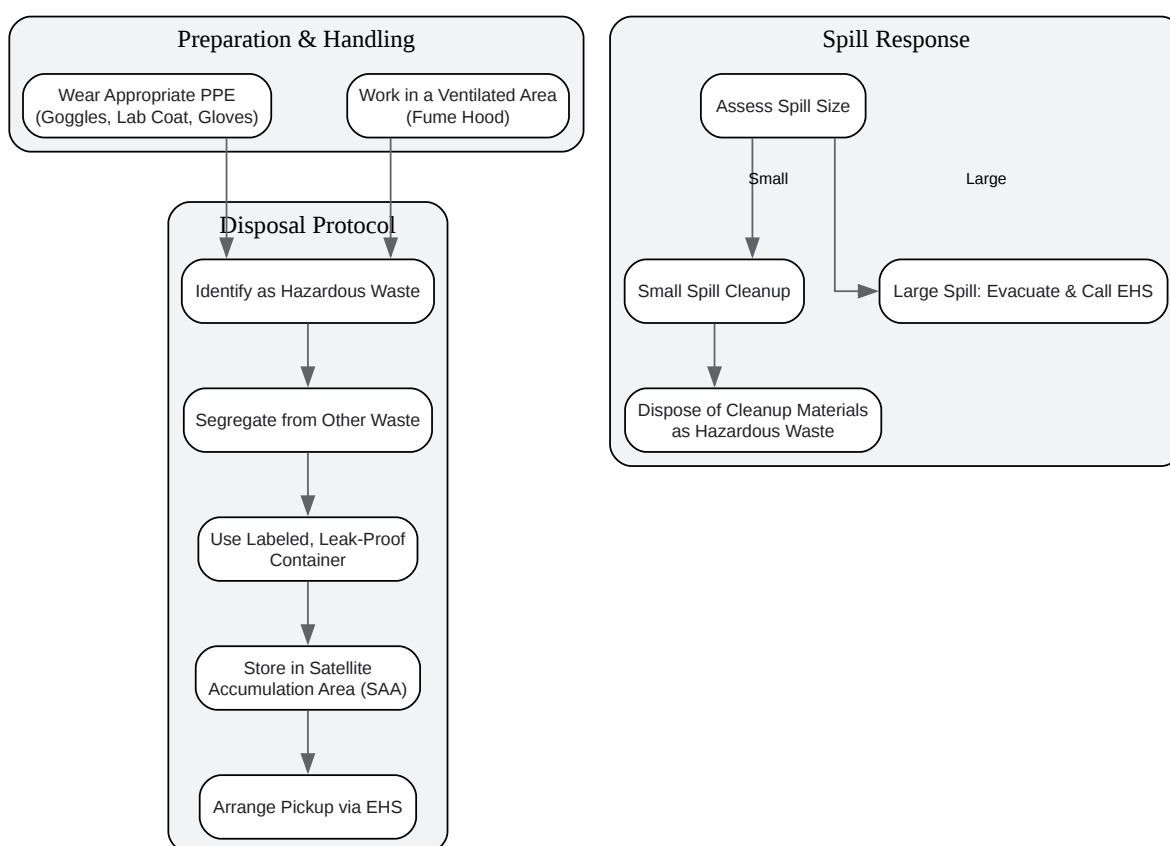 Preparation & Handling
Wear Appropriate PPE
(Goggles, Lab Coat, Gloves)
Work in a Ventilated Area
(Fume Hood)
Disposal Protocol
Identify as Hazardous Waste
Segregate from Other Waste
Use Labeled, Leak-Proof
Container
Store in Satellite
Accumulation Area (SAA)
Arrange Pickup via EHS
Spill Response
Assess Spill Size
Small
Large
Small Spill Cleanup
Large Spill: Evacuate & Call EHS
Dispose of Cleanup Materials
as Hazardous Waste